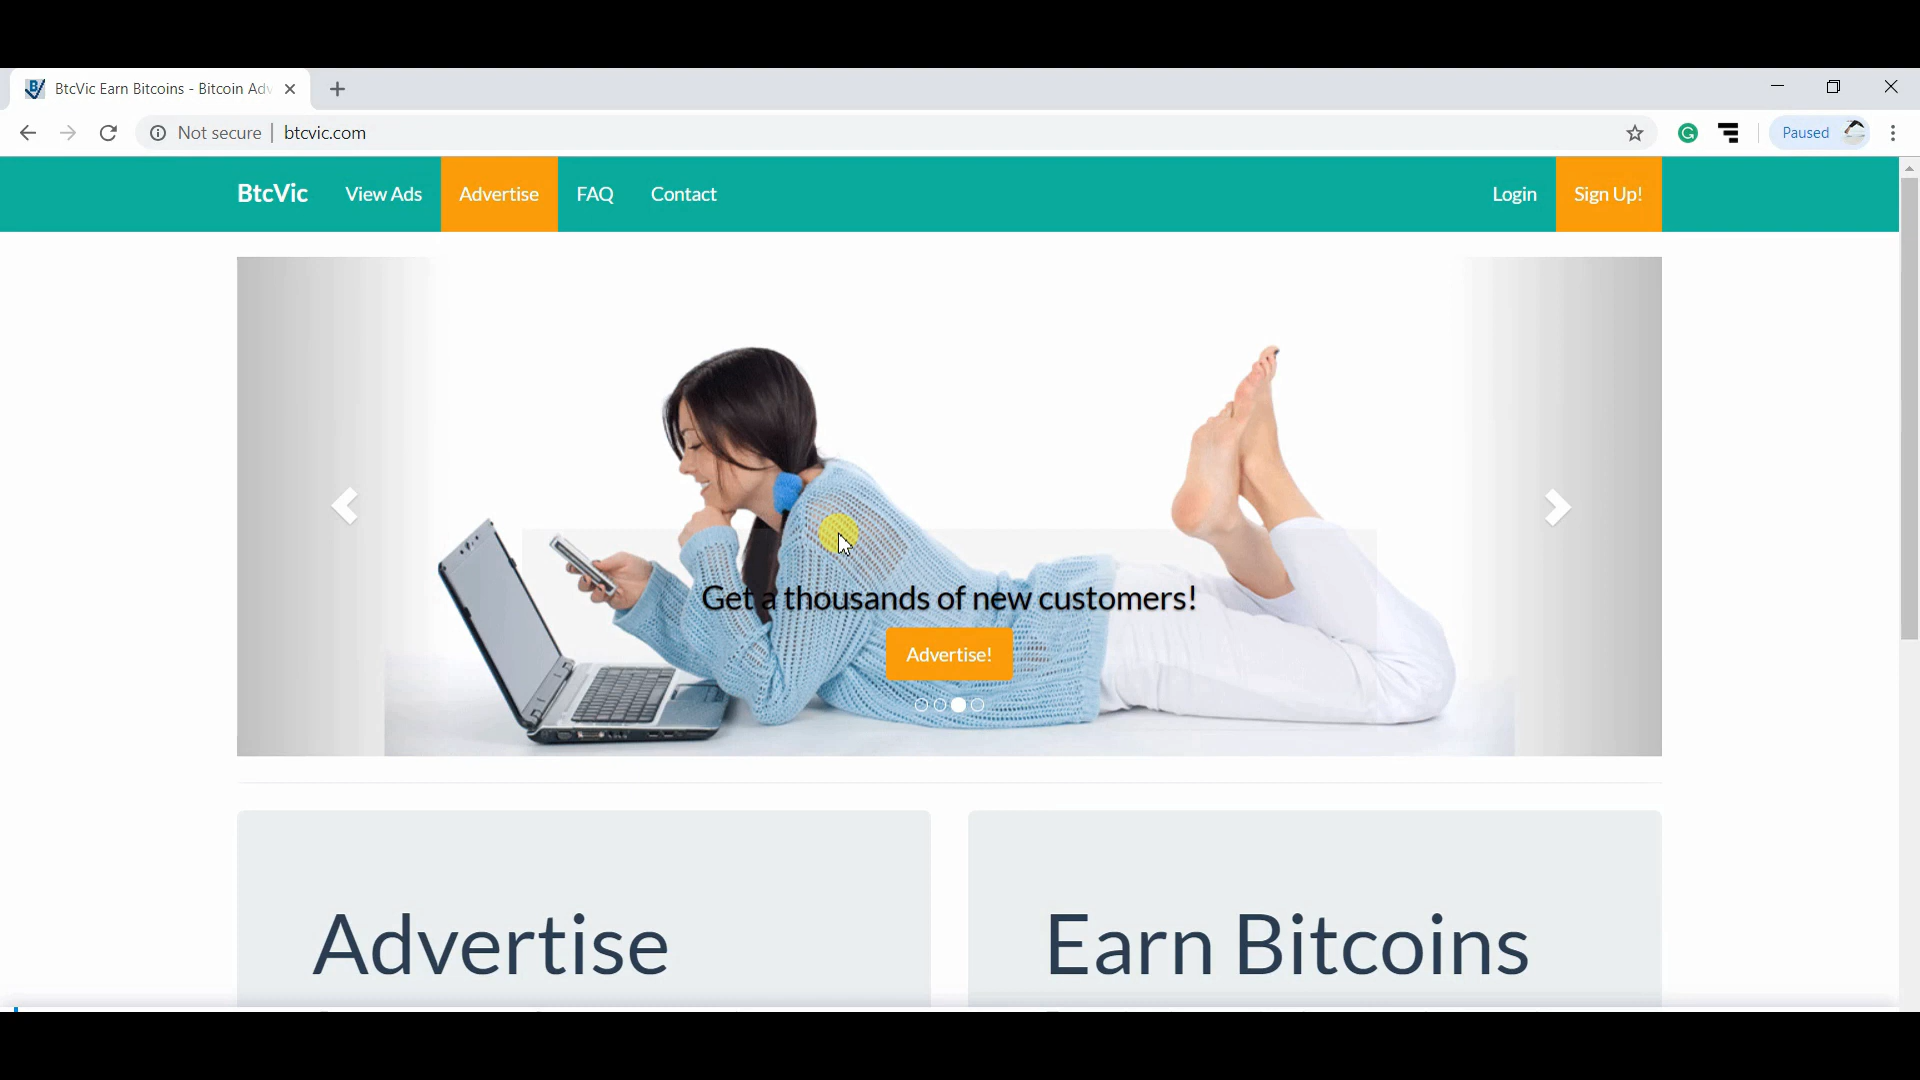 BtcVic Earn Bitcoins - Bitcoin Adv
Not secure | btcvic.com
Paused
BtcVic View Ads Advertise FAQ Contact Login Sign Up!
Get a thousands of new customers!
Advertise!
Advertise
Earn Bitcoins